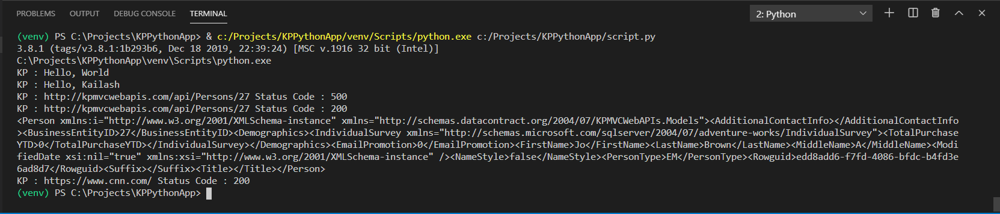 PROBLEMS OUTPUT DEBUG CONSOLE TERMINAL 2: Python
(venv) PS C:\Projects\KPPythonApp> & c:/Projects/KPPythonApp/venv/Scripts/python.exe c:/Projects/KPPythonApp/script.py
3.8.1 (tags/v3.8.1:1b293b6, Dec 18 2019, 22:39:24) [MSC v.1916 32 bit (Intel)]
C:\Projects\KPPythonApp\venv\Scripts\python.exe
KP : Hello, World
KP : Hello, Kailash
KP : http://kpmvcwebapis.com/api/Persons/27 Status Code : 500
KP : http://kpmvcwebapis.com/api/Persons/27 Status Code : 200
<Person xmlns:i="http://www.w3.org/2001/XMLSchema-instance" xmlns="http://schemas.datacontract.org/2004/07/KPMVCWebAPIs.Models"><AdditionalContactInfo></AdditionalContactInfo
><BusinessEntityID>27</BusinessEntityID><Demographics><IndividualSurvey xmlns="http://schemas.microsoft.com/sqlserver/2004/07/adventure-works/IndividualSurvey"><TotalPurchase
YTD>0</TotalPurchaseYTD></IndividualSurvey></Demographics><EmailPromotion>0</EmailPromotion><FirstName>Jo</FirstName><LastName>Brown</LastName><MiddleName>A</MiddleName><Modi
fiedDate xsi:nil="true" xmlns:xsi="http://www.w3.org/2001/XMLSchema-instance" /><NameStyle>false</NameStyle><PersonType>EM</PersonType><Rowguid>edd8add6-f7fd-4086-bfdc-b4fd3e
6ad8d7</Rowguid><Suffix></Suffix><Title></Title></Person>
KP : https://www.cnn.com/ Status Code : 200
(venv) PS C:\Projects\KPPythonApp>